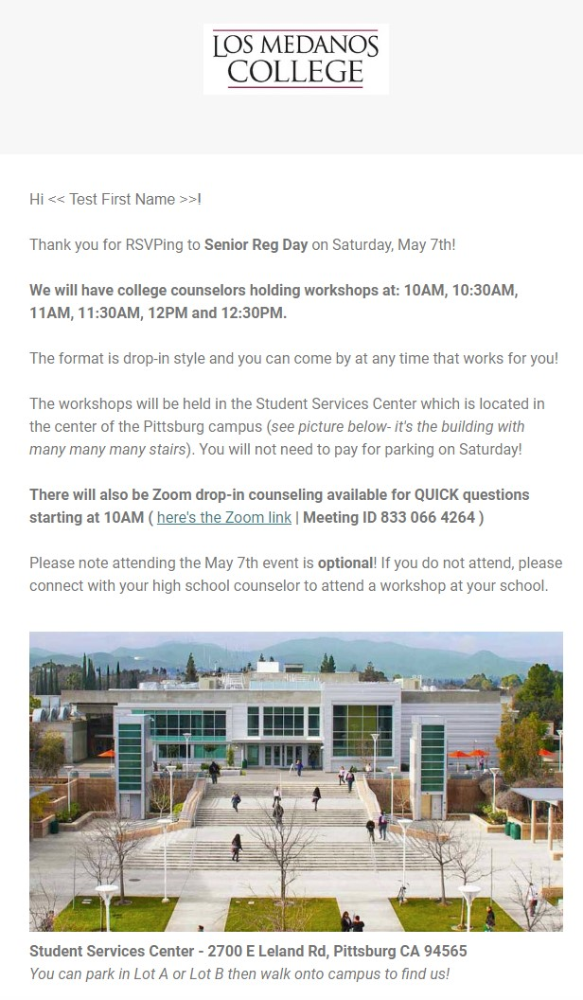 LOS MEDANOS
COLLEGE
Hi << Test First Name >>!
Thank you for RSVPing to Senior Reg Day on Saturday, May 7th!
We will have college counselors holding workshops at: 10AM, 10:30AM,
11AM, 11:30AM, 12PM and 12:30PM.
The format is drop-in style and you can come by at any time that works for you!
The workshops will be held in the Student Services Center which is located in
the center of the Pittsburg campus (see picture below- it's the building with
many many many stairs). You will not need to pay for parking on Saturday!
There will also be Zoom drop-in counseling available for QUICK questions
starting at 10AM ( here's the Zoom link | Meeting ID 833 066 4264 )
Please note attending the May 7th event is optional! If you do not attend, please
connect with your high school counselor to attend a workshop at your school.
Student Services Center - 2700 E Leland Rd, Pittsburg CA 94565
You can park in Lot A or Lot B then walk onto campus to find us!